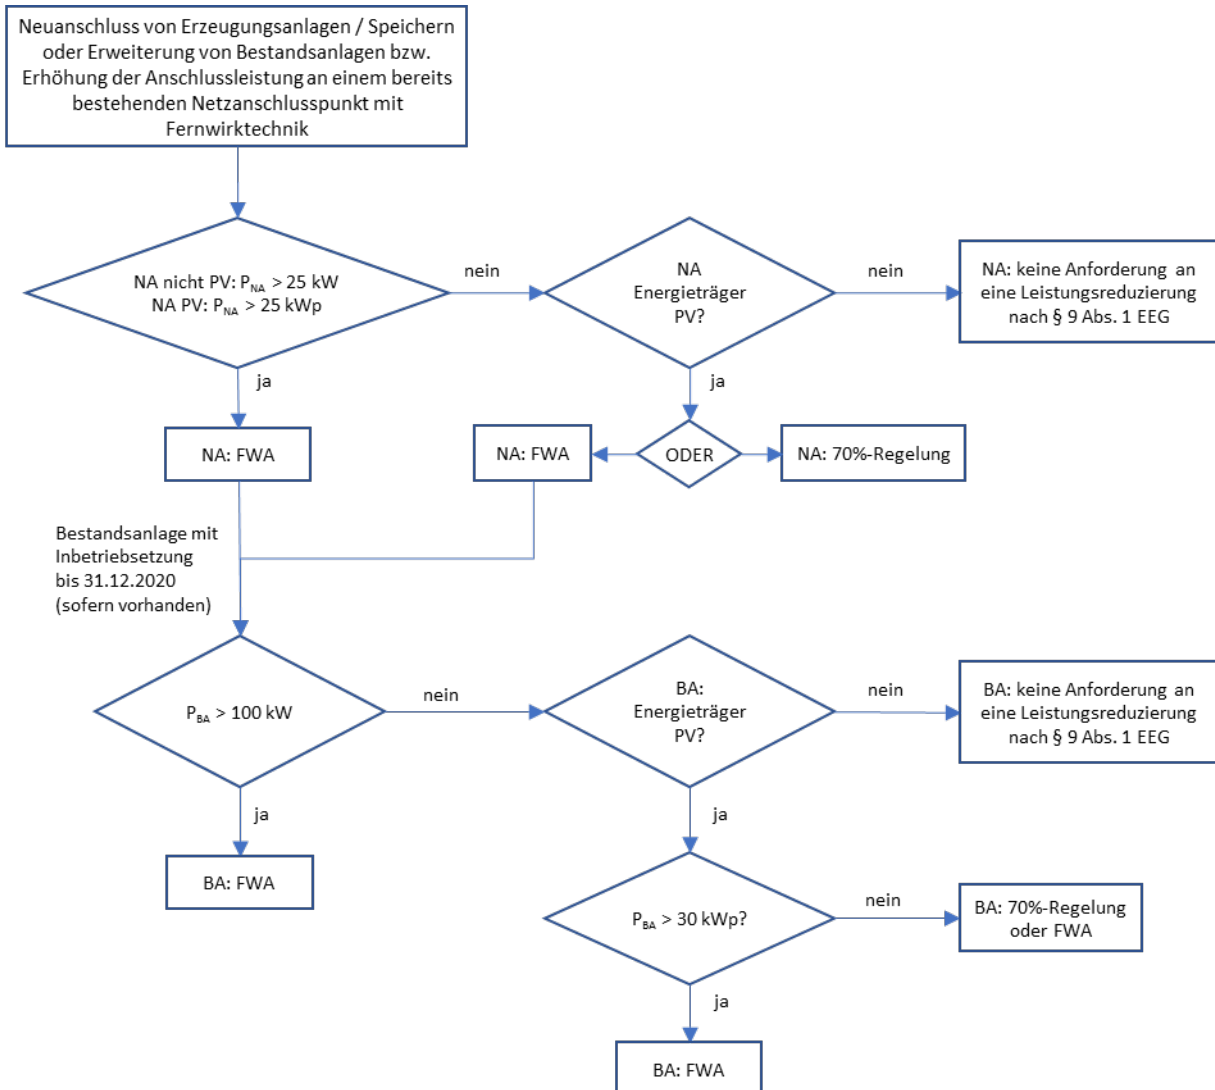 Neuanschluss von Erzeugungsanlagen / Speichern
oder Erweiterung von Bestandsanlagen bzw.
Erhöhung der Anschlussleistung an einem bereits
bestehenden Netzanschlusspunkt mit
Fernwirktechnik
NA nicht PV: P_NA > 25 kW
NA PV: P_NA > 25 kWp
nein
NA
Energieträger
PV?
nein
NA: keine Anforderung an
eine Leistungsreduzierung
nach § 9 Abs. 1 EEG
ja
ja
NA: FWA
NA: FWA
ODER
NA: 70%-Regelung
Bestandsanlage mit
Inbetriebsetzung
bis 31.12.2020
(sofern vorhanden)
P_BA > 100 kW
nein
BA:
Energieträger
PV?
nein
BA: keine Anforderung an
eine Leistungsreduzierung
nach § 9 Abs. 1 EEG
ja
ja
BA: FWA
P_BA > 30 kWp?
nein
BA: 70%-Regelung
oder FWA
ja
BA: FWA